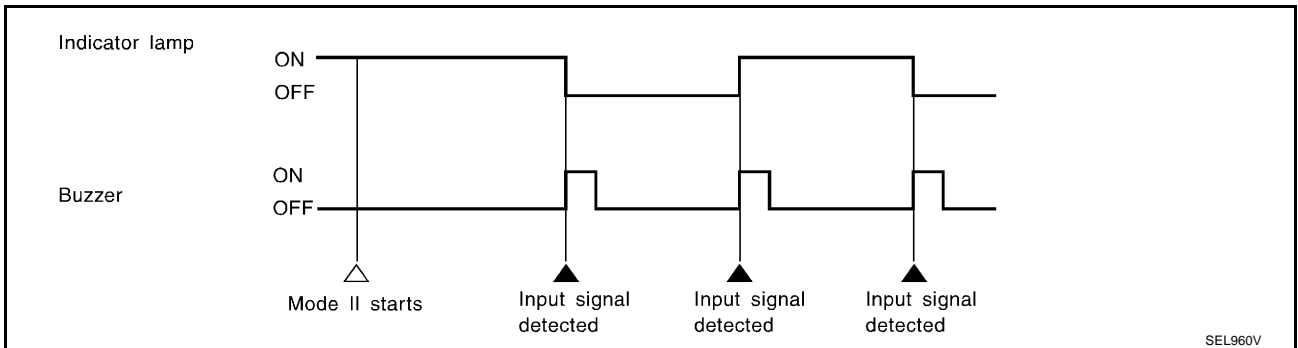 Indicator lamp
ON
OFF
Buzzer
ON
OFF
Mode II starts
Input signal
detected
Input signal
detected
Input signal
detected
SEL960V